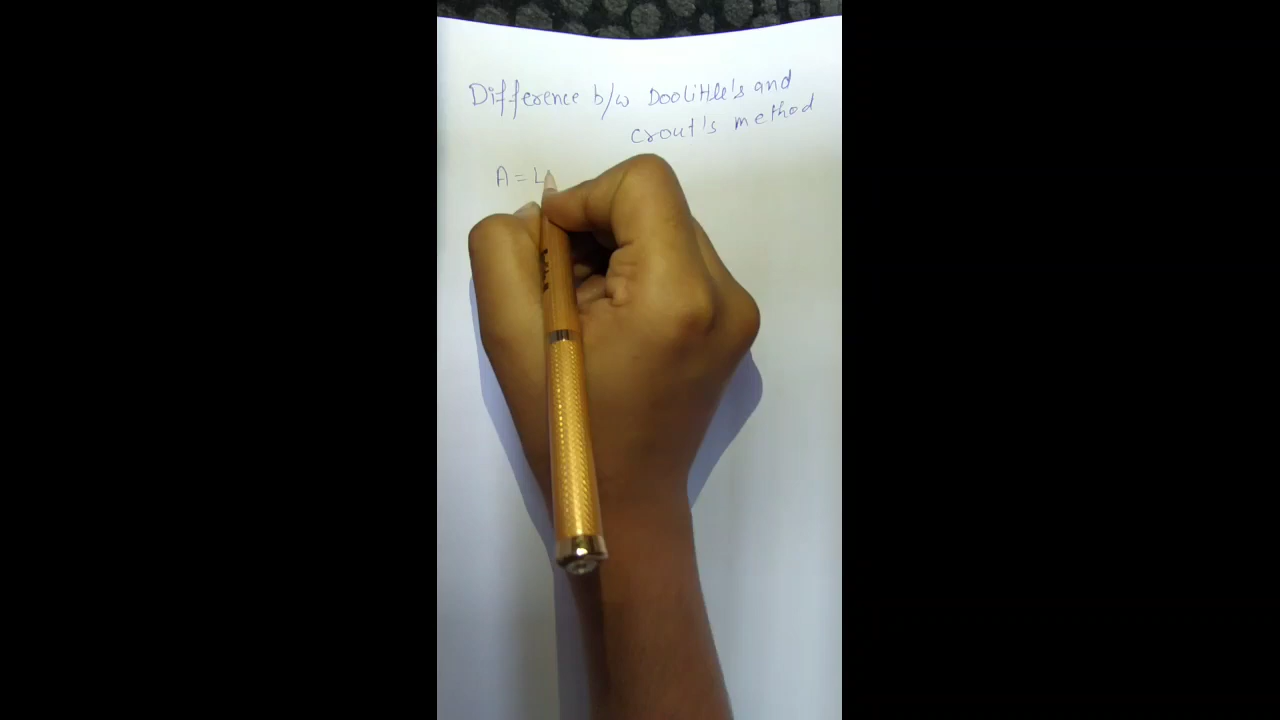 Difference b/w Doolittle's and
Crout's method
A = L